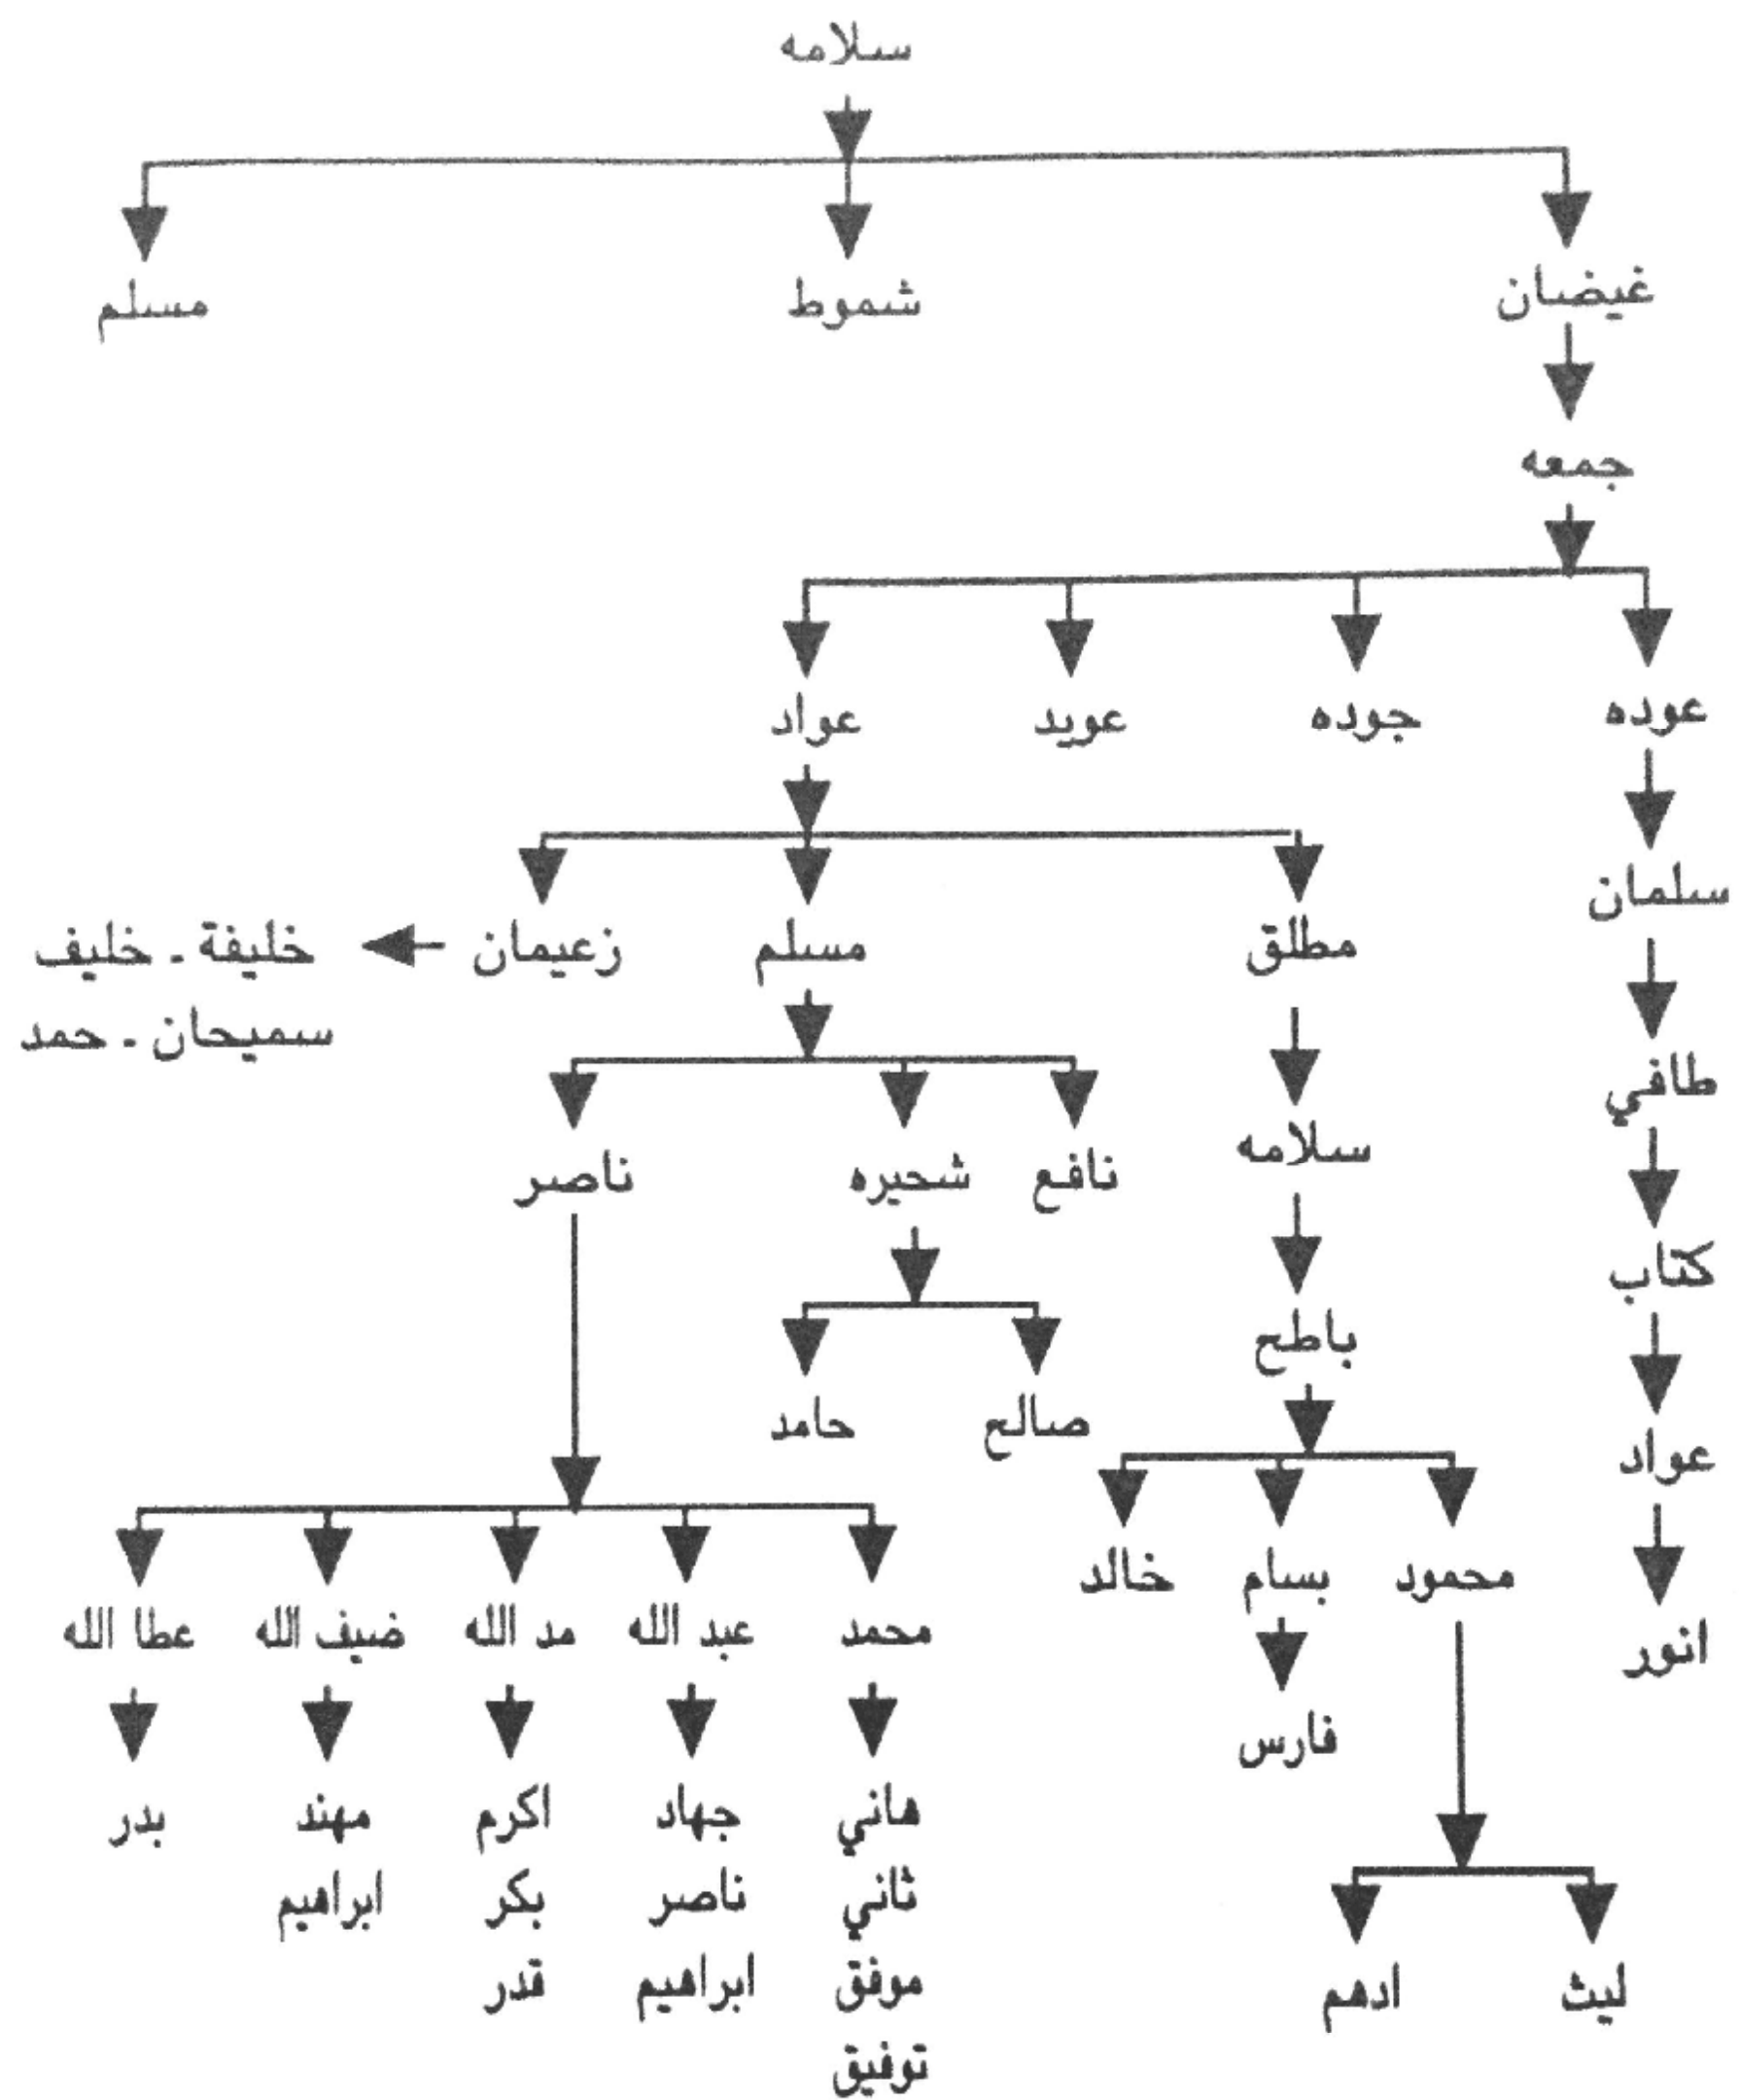 سلامه
غيضان شموط مسلم
جمعه
عوده جوده عويد عواد
سلمان
مطلق مسلم زعيمان خليفة - خليف
سميحان - حمد
طافي
سلامه
نافع شحيره ناصر
كتاب
باطح
صالح حامد
عواد
محمود بسام خالد
انور
محمد عبد الله مد الله ضيف الله عطا الله
فارس
هاني جهاد اكرم مهند بدر
ثاني ناصر بكر ابراهيم
موفق ابراهيم قدر
ليث ادهم
توفيق